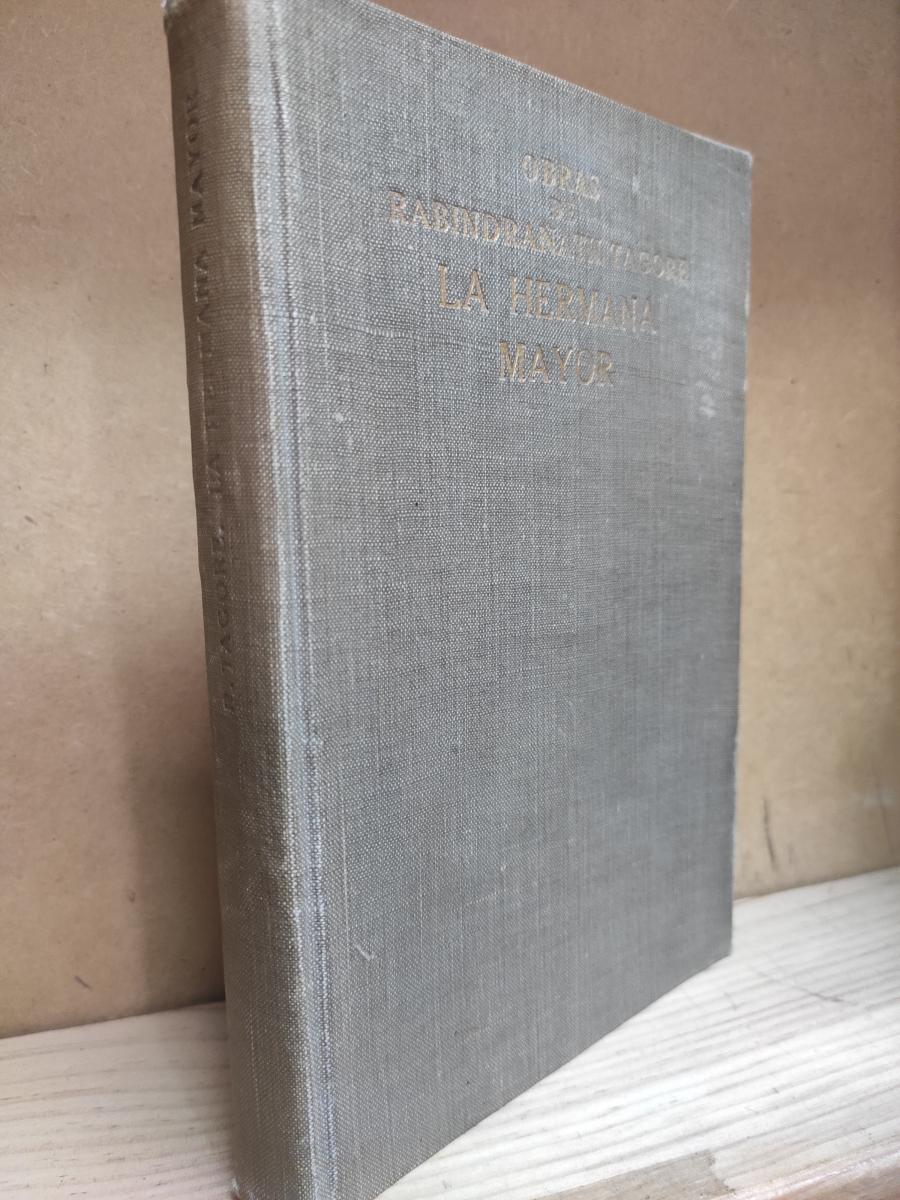 OBRAS
DE
RABINDRANATH TAGORE
LA HERMANA
MAYOR
R. TAGORE LA HERMANA MAYOR